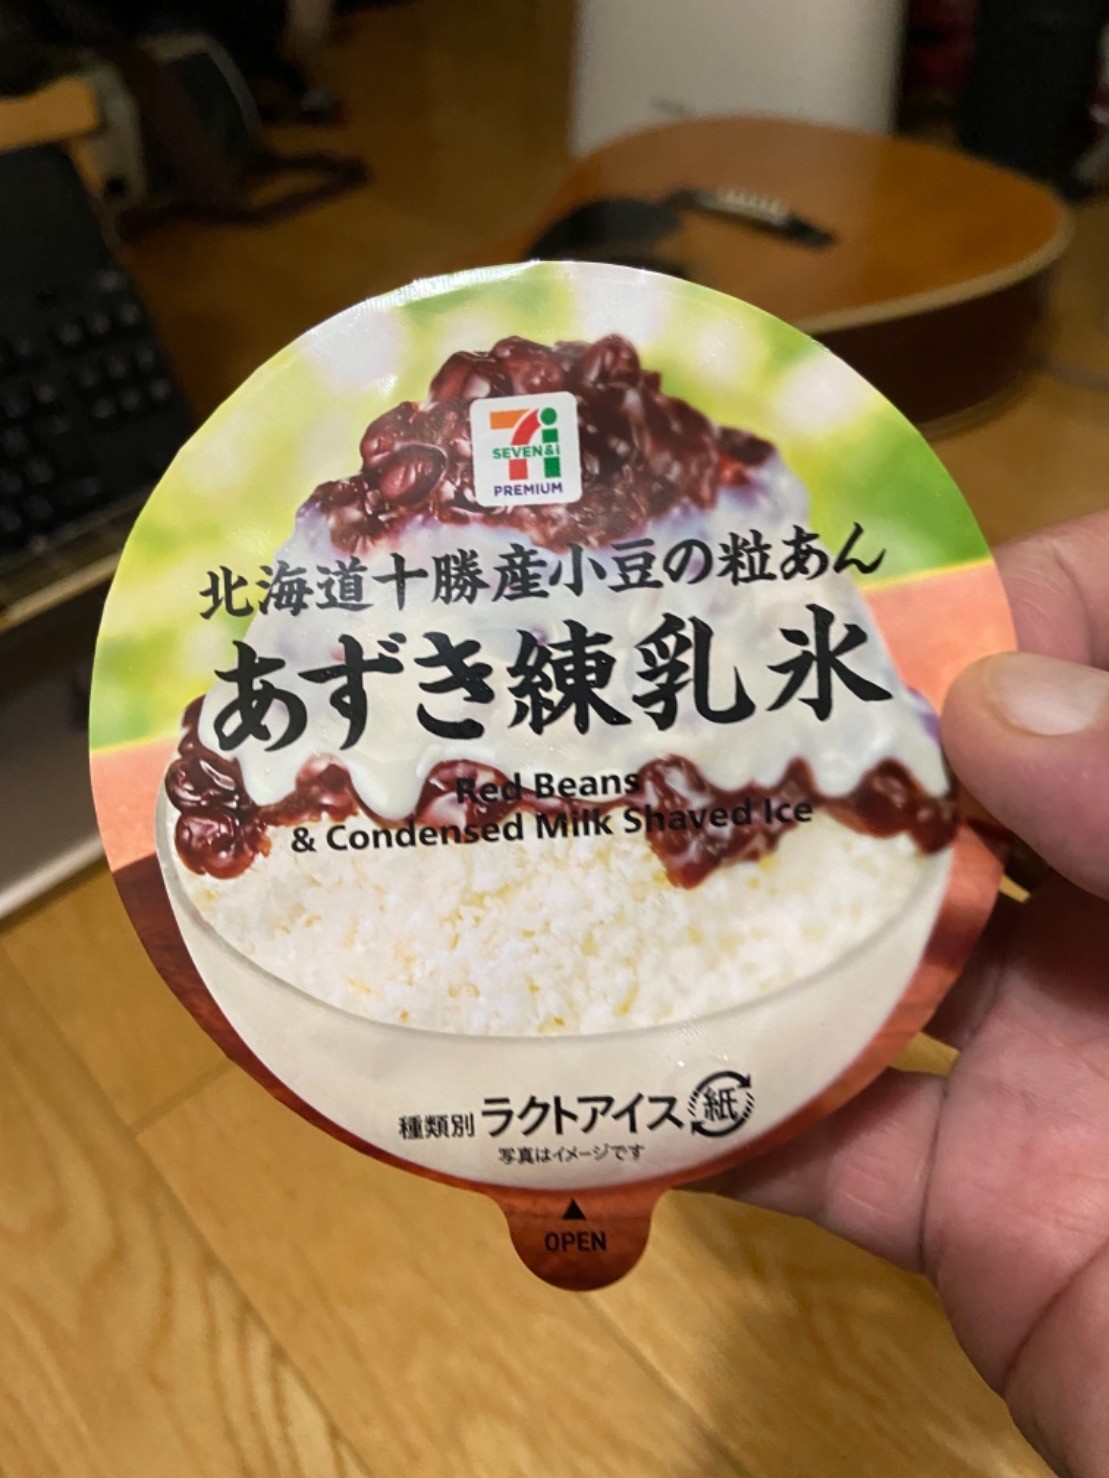 7i
SEVEN&i
PREMIUM
北海道十勝産小豆の粒あん
あずき練乳氷
Red Beans
& Condensed Milk Shaved Ice
種類別 ラクトアイス 紙
写真はイメージです
OPEN